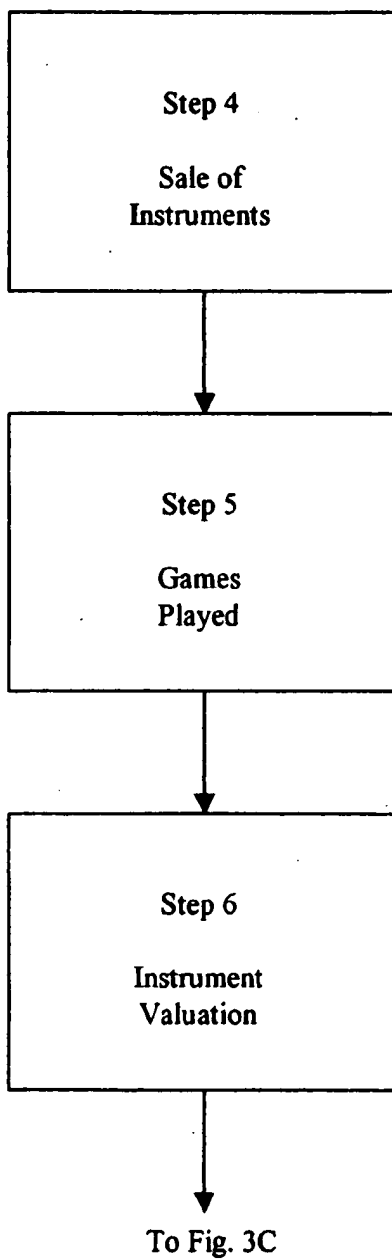 Step 4
Sale of
Instruments
Step 5
Games
Played
Step 6
Instrument
Valuation
To Fig. 3C